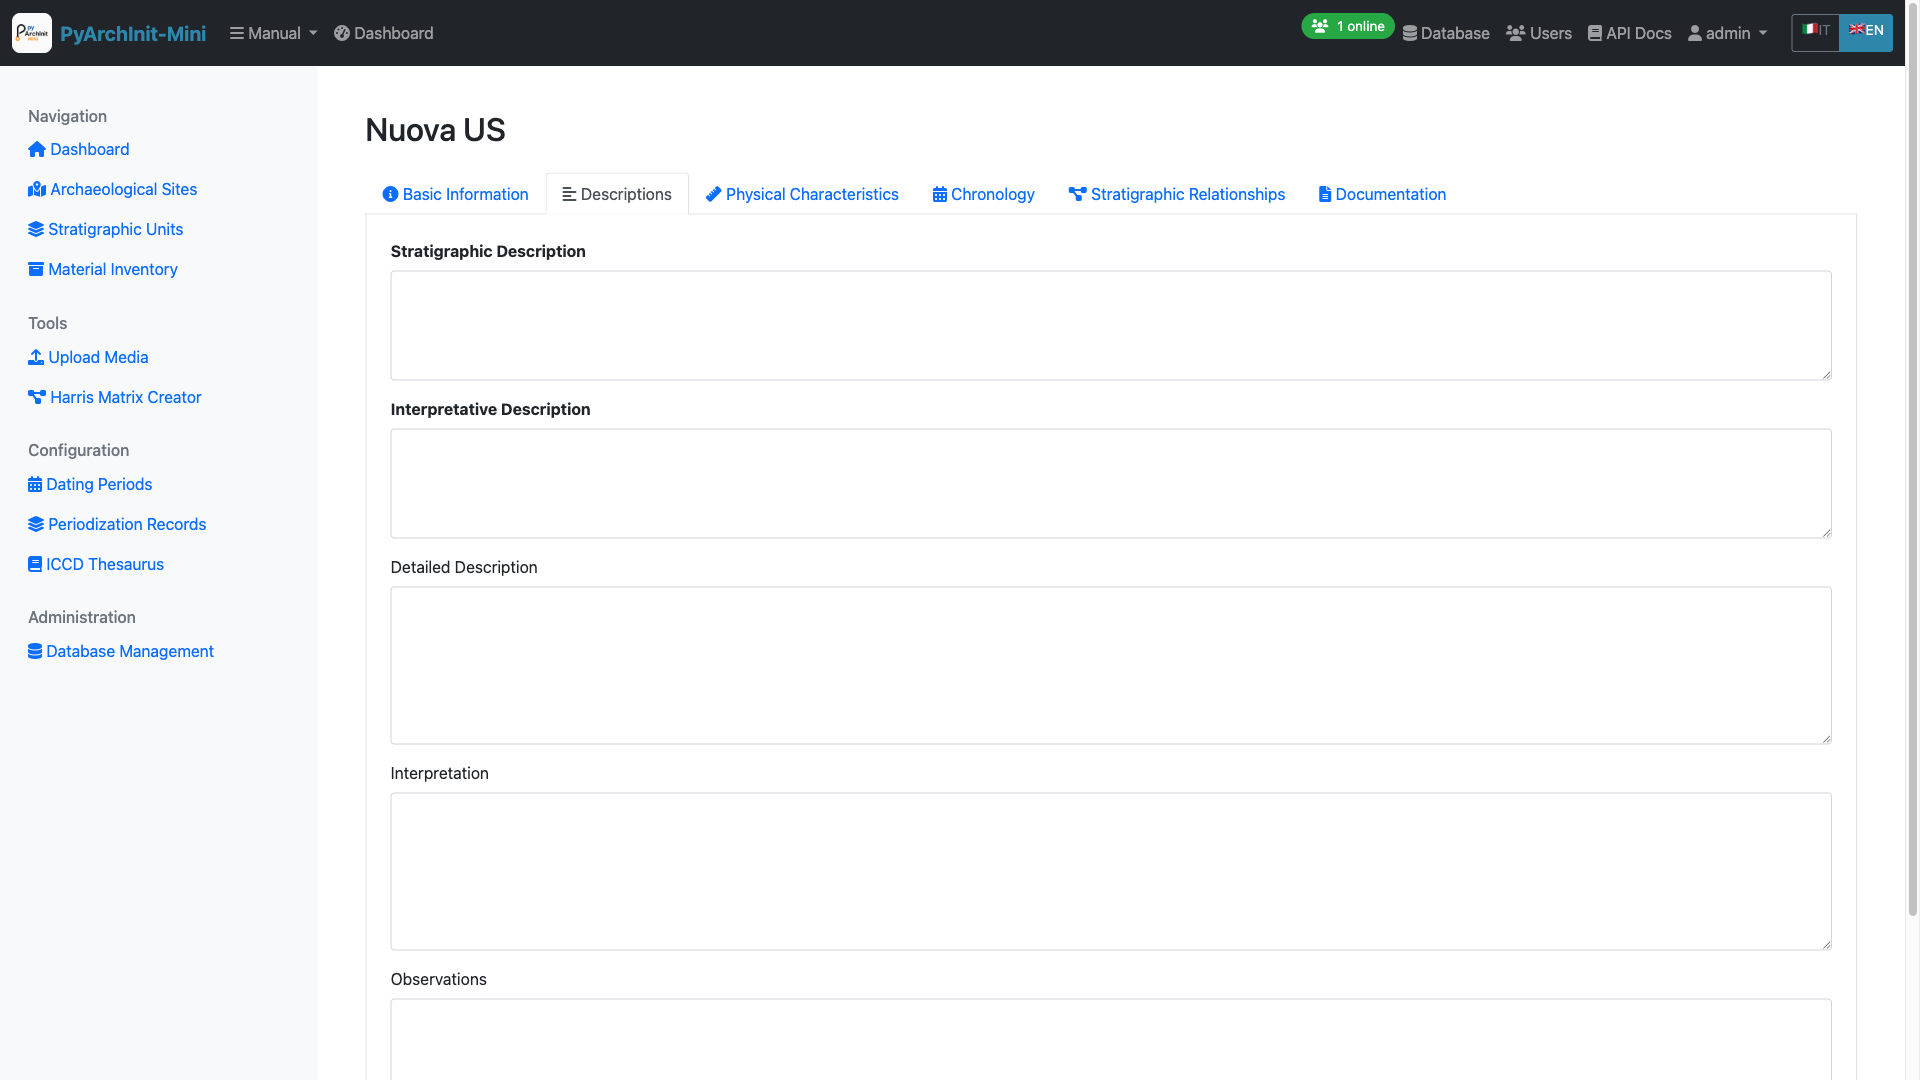 PyArchInit-Mini
Manual
Dashboard
1 online
Database
Users
API Docs
admin
IT
EN
Navigation
Dashboard
Archaeological Sites
Stratigraphic Units
Material Inventory
Tools
Upload Media
Harris Matrix Creator
Configuration
Dating Periods
Periodization Records
ICCD Thesaurus
Administration
Database Management
Nuova US
Basic Information
Descriptions
Physical Characteristics
Chronology
Stratigraphic Relationships
Documentation
Stratigraphic Description
Interpretative Description
Detailed Description
Interpretation
Observations